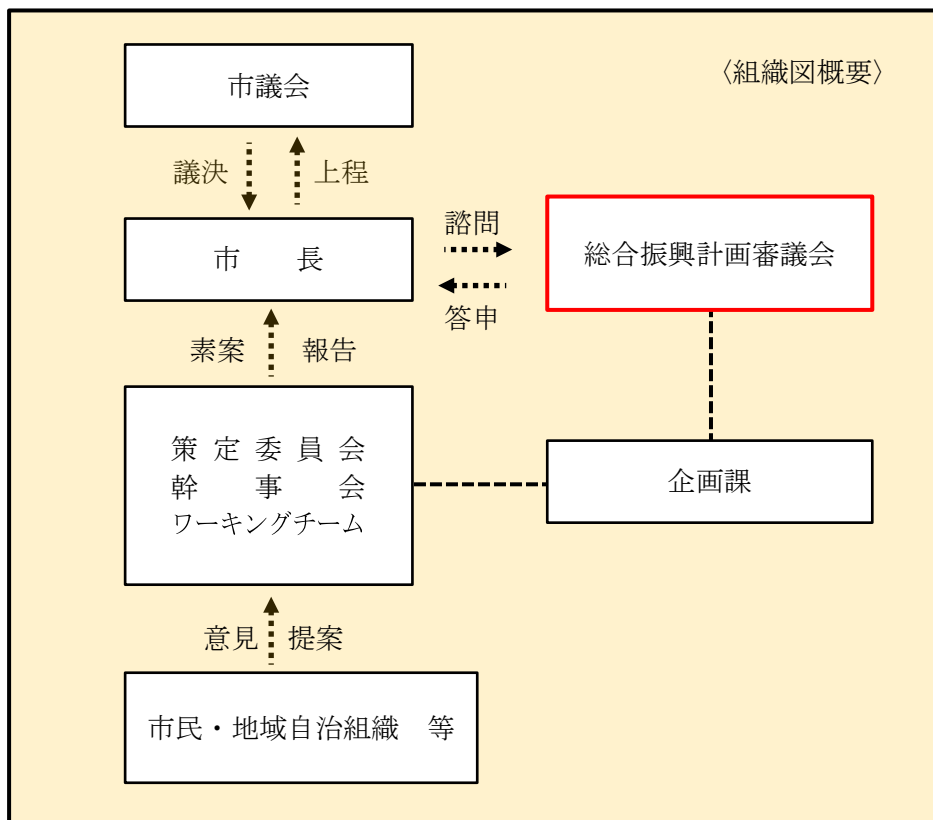 〈組織図概要〉
市議会
議決
上程
市　　長
諮問
答申
総合振興計画審議会
素案
報告
策 定 委 員 会
幹　　事　　会
ワーキングチーム
企画課
意見
提案
市民・地域自治組織　等